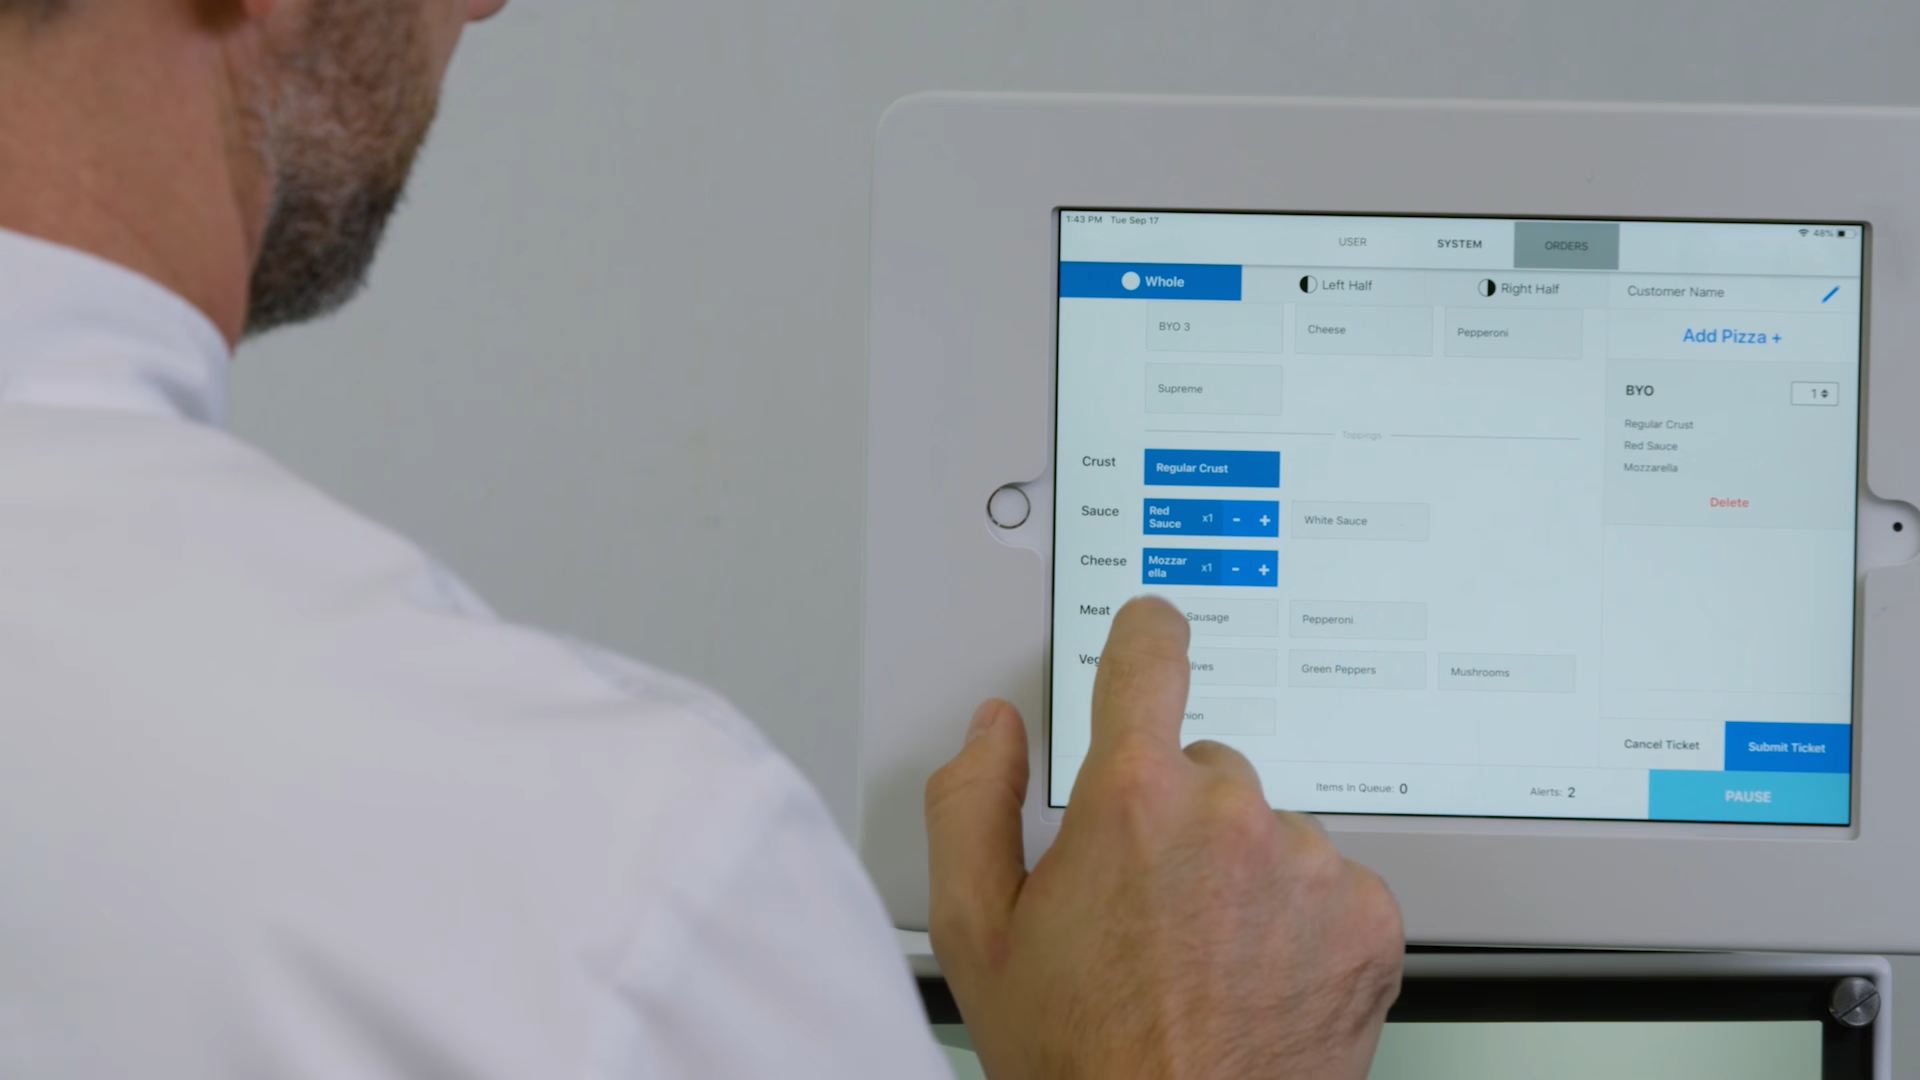 1:43 PM Tue Sep 17
48%
USER
SYSTEM
ORDERS
Whole
Left Half
Right Half
Customer Name
BYO 3
Cheese
Pepperoni
Add Pizza +
Supreme
BYO
1
Toppings
Regular Crust
Red Sauce
Mozzarella
Delete
Crust
Regular Crust
Sauce
Red
Sauce
x1
-
+
White Sauce
Cheese
Mozzar
ella
x1
-
+
Meat
Sausage
Pepperoni
Green Peppers
Mushrooms
Cancel Ticket
Submit Ticket
Items In Queue: 0
Alerts: 2
PAUSE